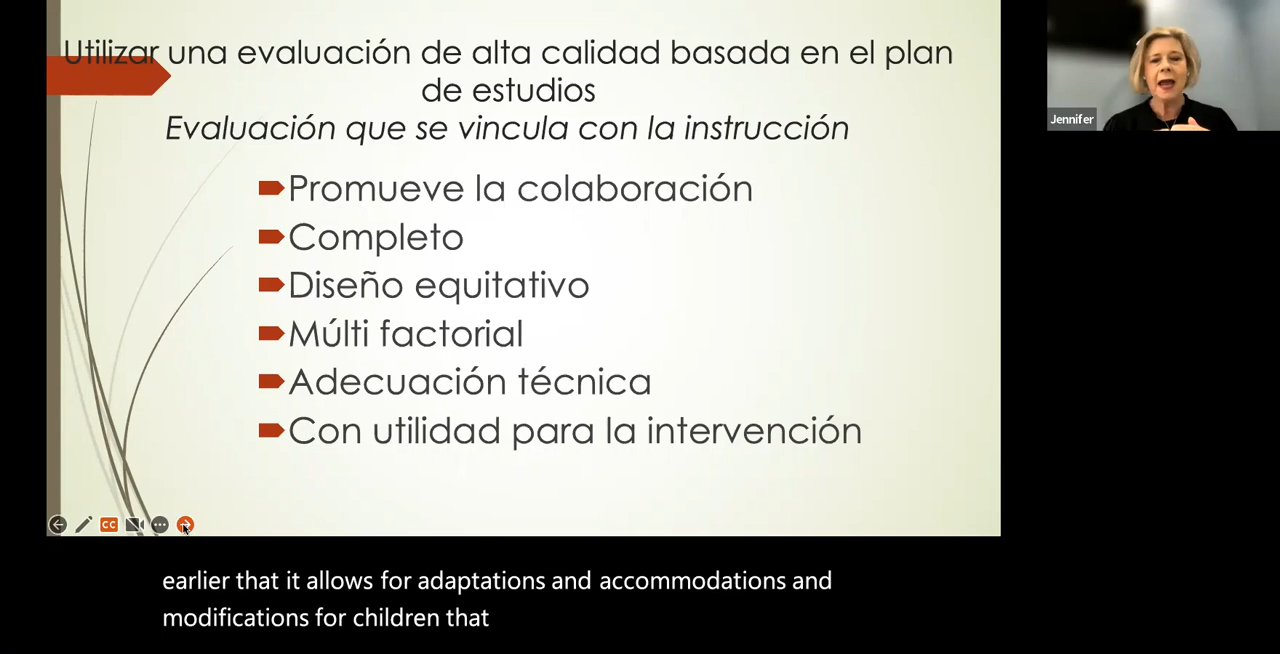 Utilizar una evaluación de alta calidad basada en el plan
de estudios
Evaluación que se vincula con la instrucción
Promueve la colaboración
Completo
Diseño equitativo
Múlti factorial
Adecuación técnica
Con utilidad para la intervención
CC
Jennifer
earlier that it allows for adaptations and accommodations and
modifications for children that